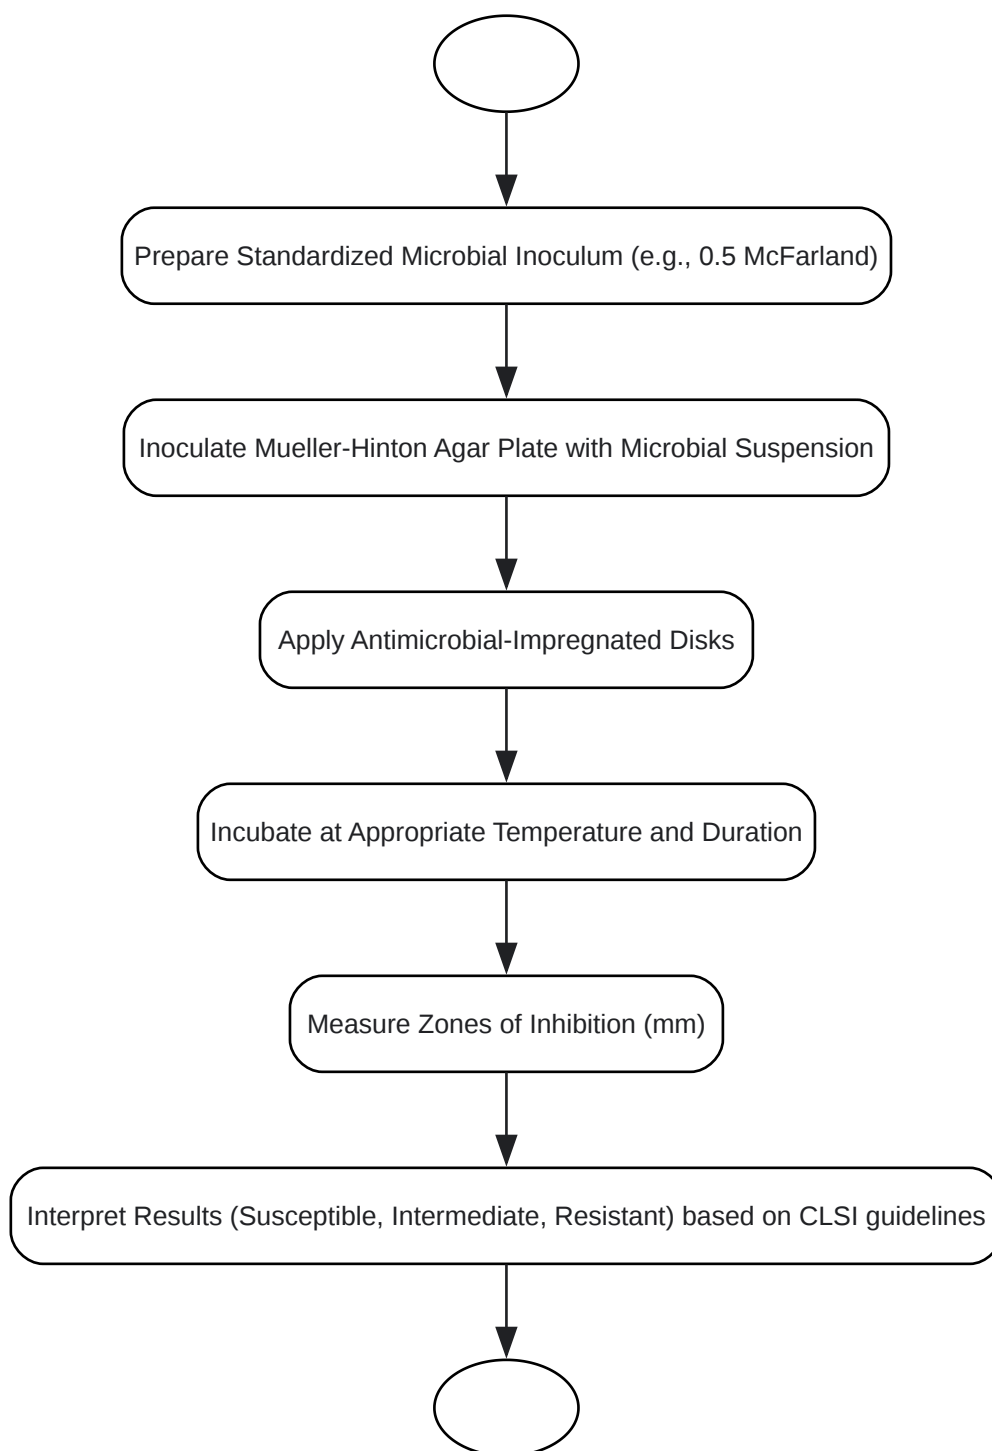 Prepare Standardized Microbial Inoculum (e.g., 0.5 McFarland)
Inoculate Mueller-Hinton Agar Plate with Microbial Suspension
Apply Antimicrobial-Impregnated Disks
Incubate at Appropriate Temperature and Duration
Measure Zones of Inhibition (mm)
Interpret Results (Susceptible, Intermediate, Resistant) based on CLSI guidelines